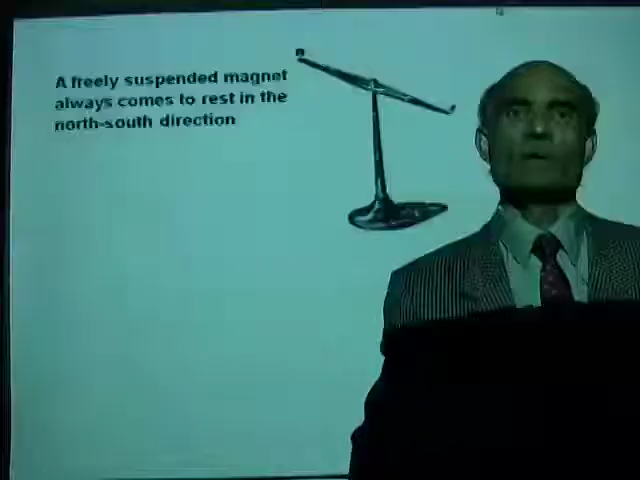 A freely suspended magnet
always comes to rest in the
north-south direction